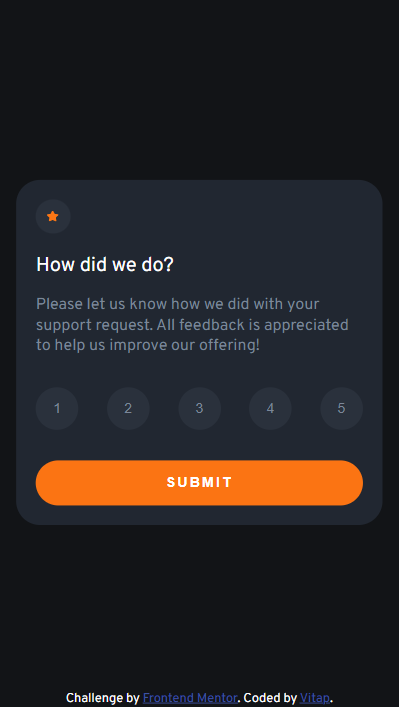 How did we do?
Please let us know how we did with your
support request. All feedback is appreciated
to help us improve our offering!
1 2 3 4 5
SUBMIT
Challenge by Frontend Mentor. Coded by Vitap.